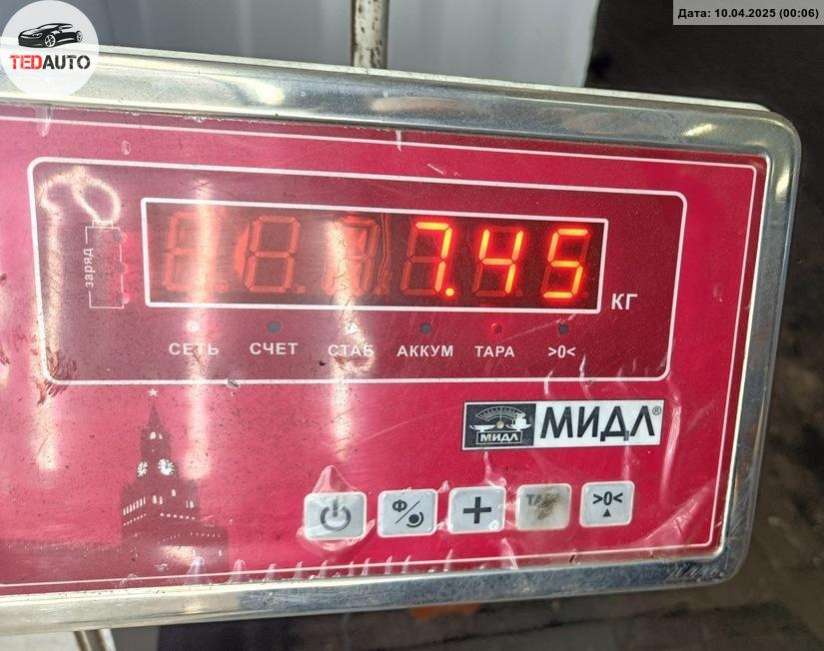 Дата: 10.04.2025 (00:06)
TEDAUTO
заряд
7.45
КГ
СЕТЬ СЧЕТ СТАБ АККУМ ТАРА >0<
МИДЛ МИДЛ®
Ф
>0<